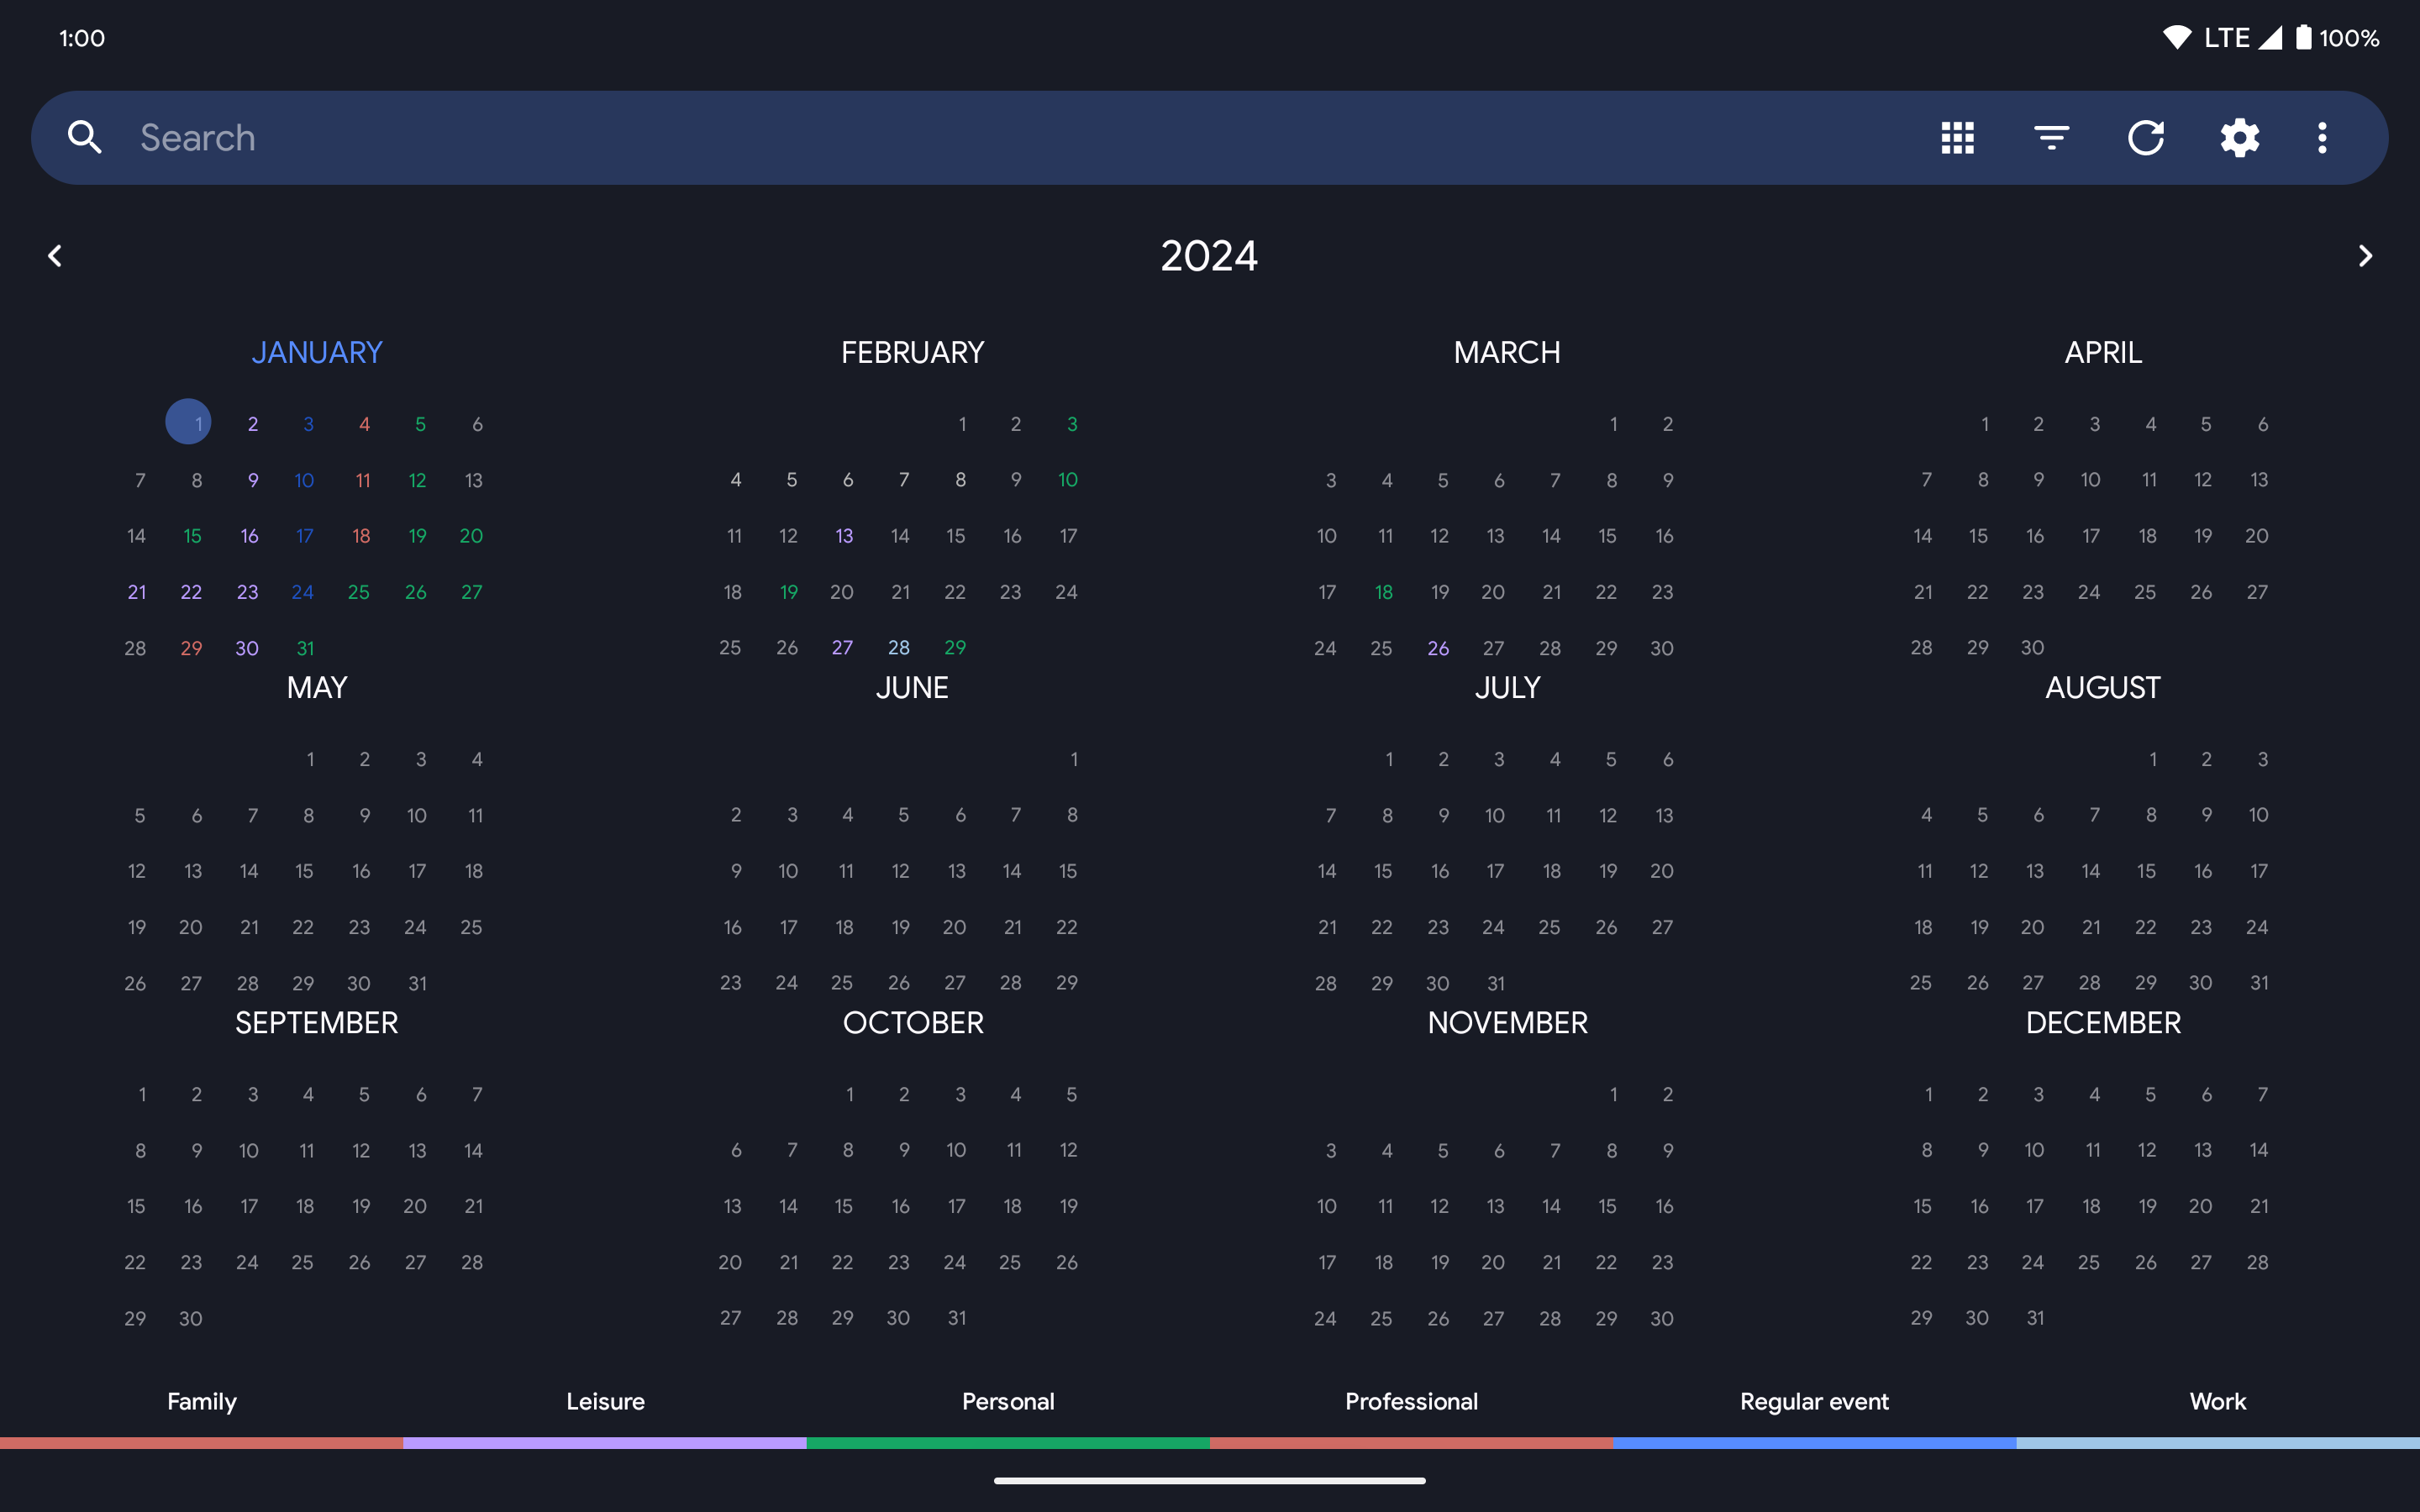 1:00 LTE 100%
Search
2024
JANUARY FEBRUARY MARCH APRIL
1 2 3 4 5 6 1 2 3 1 2 1 2 3 4 5 6
7 8 9 10 11 12 13 4 5 6 7 8 9 10 3 4 5 6 7 8 9 7 8 9 10 11 12 13
14 15 16 17 18 19 20 11 12 13 14 15 16 17 10 11 12 13 14 15 16 14 15 16 17 18 19 20
21 22 23 24 25 26 27 18 19 20 21 22 23 24 17 18 19 20 21 22 23 21 22 23 24 25 26 27
28 29 30 31 25 26 27 28 29 24 25 26 27 28 29 30 28 29 30
MAY JUNE JULY AUGUST
1 2 3 4 1 1 2 3 4 5 6 1 2 3
5 6 7 8 9 10 11 2 3 4 5 6 7 8 7 8 9 10 11 12 13 4 5 6 7 8 9 10
12 13 14 15 16 17 18 9 10 11 12 13 14 15 14 15 16 17 18 19 20 11 12 13 14 15 16 17
19 20 21 22 23 24 25 16 17 18 19 20 21 22 21 22 23 24 25 26 27 18 19 20 21 22 23 24
26 27 28 29 30 31 23 24 25 26 27 28 29 28 29 30 31 25 26 27 28 29 30 31
SEPTEMBER OCTOBER NOVEMBER DECEMBER
1 2 3 4 5 6 7 1 2 3 4 5 1 2 1 2 3 4 5 6 7
8 9 10 11 12 13 14 6 7 8 9 10 11 12 3 4 5 6 7 8 9 8 9 10 11 12 13 14
15 16 17 18 19 20 21 13 14 15 16 17 18 19 10 11 12 13 14 15 16 15 16 17 18 19 20 21
22 23 24 25 26 27 28 20 21 22 23 24 25 26 17 18 19 20 21 22 23 22 23 24 25 26 27 28
29 30 27 28 29 30 31 24 25 26 27 28 29 30 29 30 31
Family Leisure Personal Professional Regular event Work